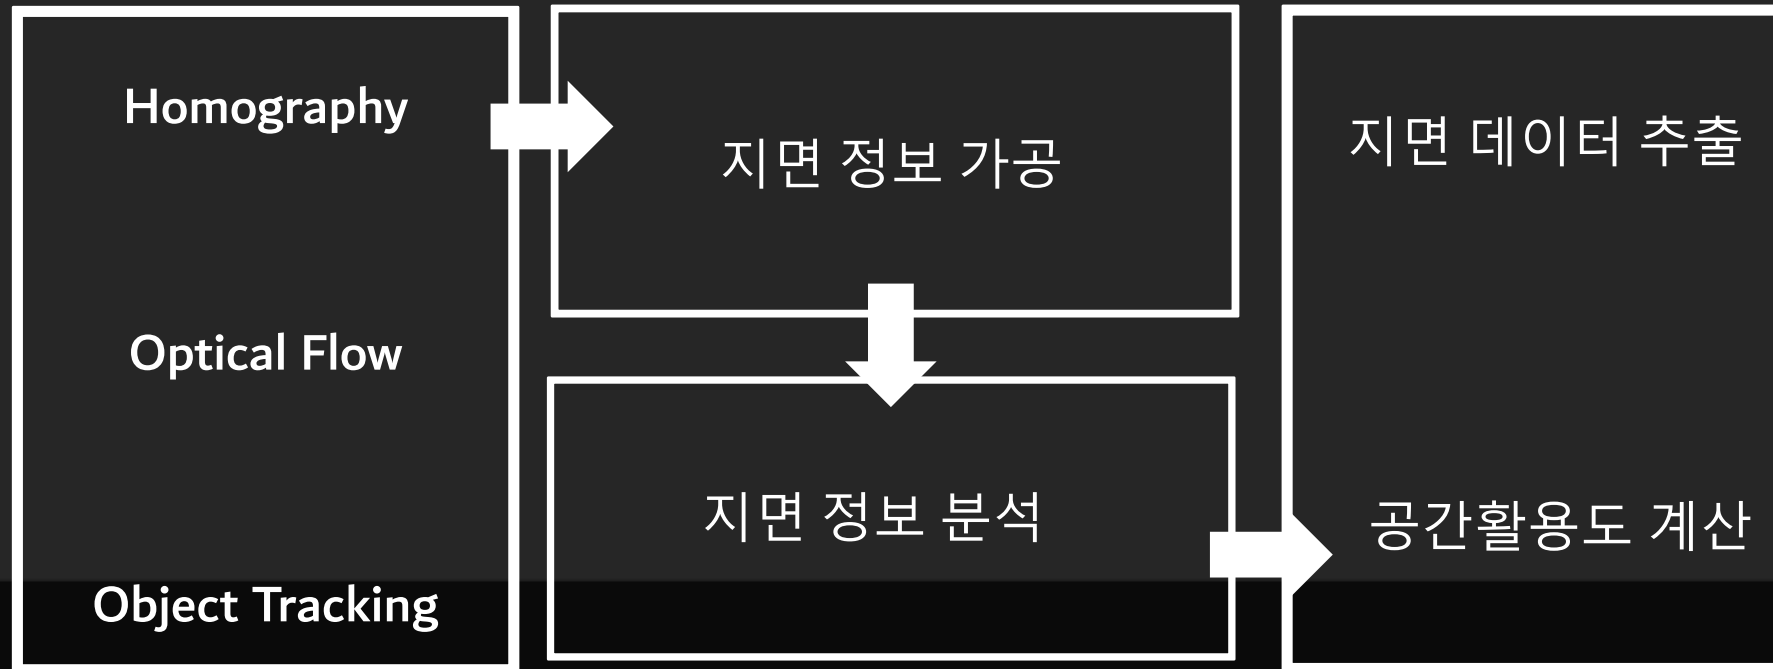 Homography
Optical Flow
Object Tracking
지면 정보 가공
지면 정보 분석
지면 데이터 추출
공간활용도 계산